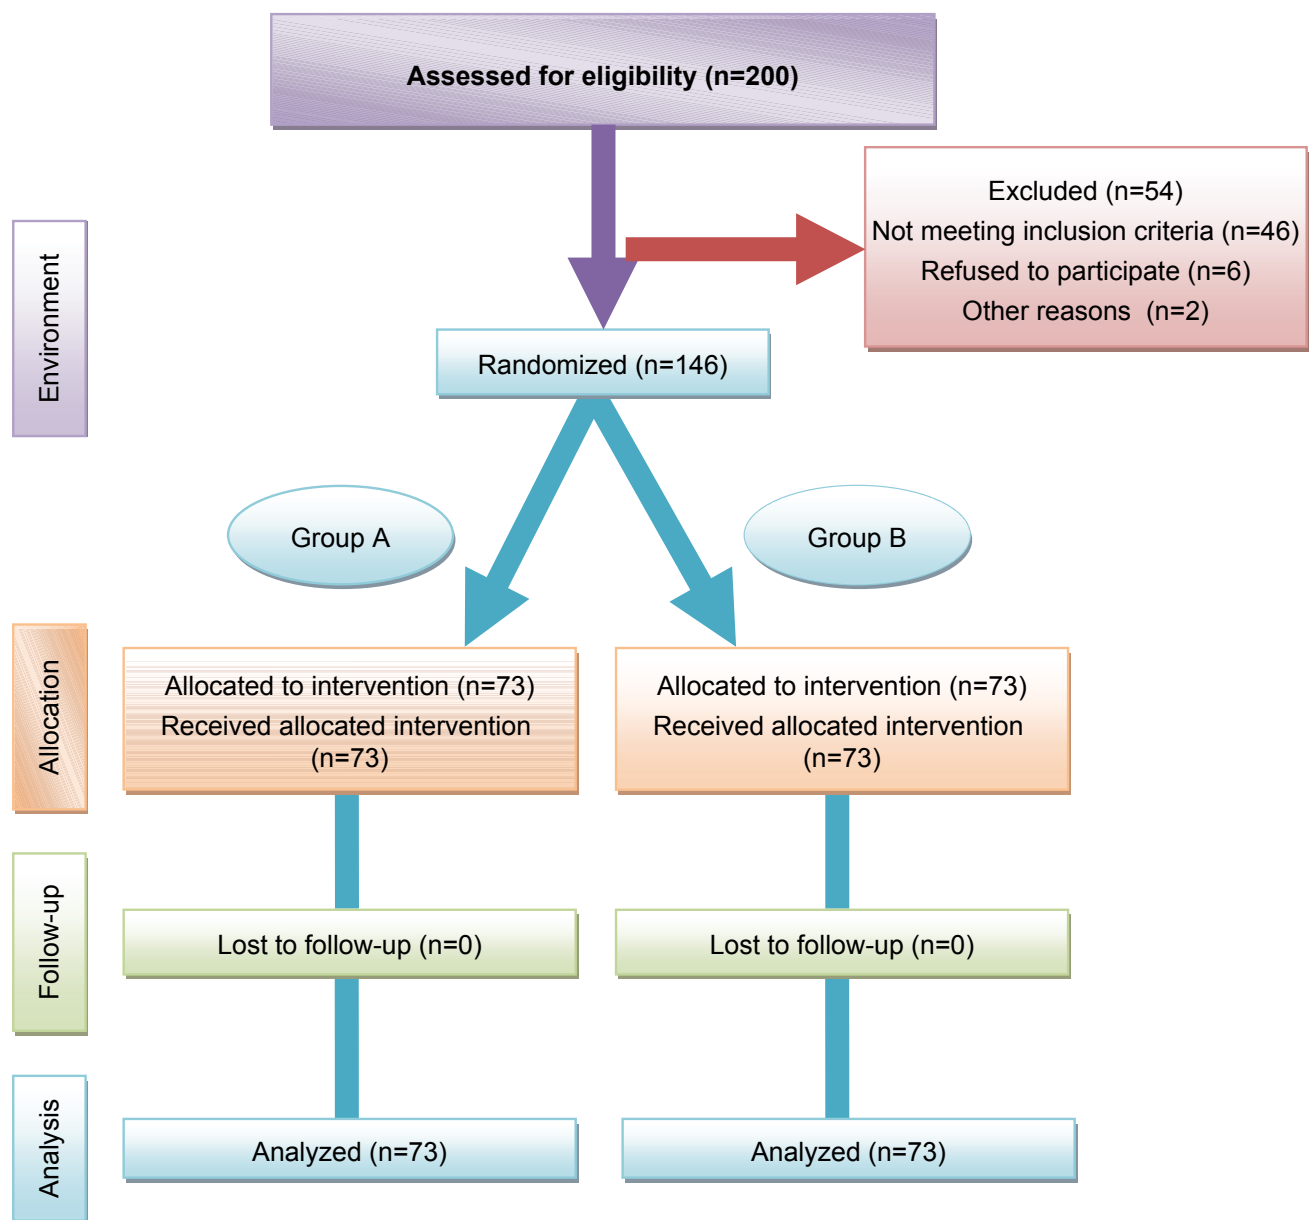 Assessed for eligibility (n=200)
Excluded (n=54)
Not meeting inclusion criteria (n=46)
Refused to participate (n=6)
Other reasons  (n=2)
Environment
Randomized (n=146)
Group A
Group B
Allocation
Allocated to intervention (n=73)
Received allocated intervention
(n=73)
Allocated to intervention (n=73)
Received allocated intervention
(n=73)
Follow-up
Lost to follow-up (n=0)
Lost to follow-up (n=0)
Analysis
Analyzed (n=73)
Analyzed (n=73)